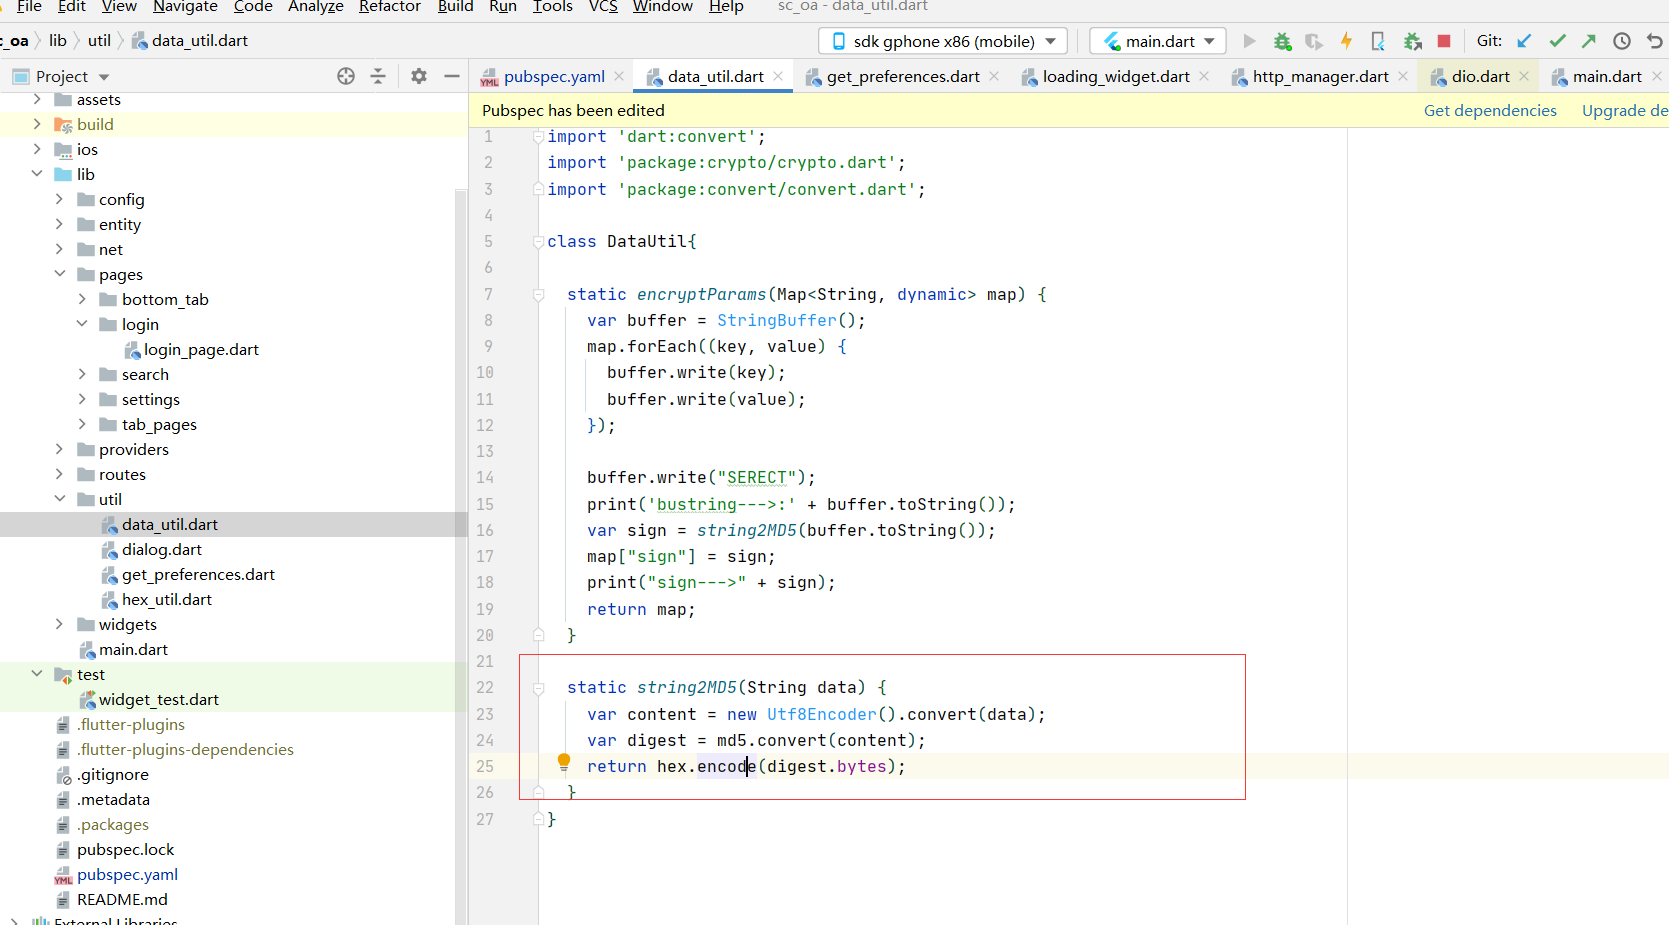 File Edit View Navigate Code Analyze Refactor Build Run Tools VCS Window Help sc_oa - data_util.dart
c_oa lib util data_util.dart sdk gphone x86 (mobile) main.dart Git:
Project pubspec.yaml data_util.dart get_preferences.dart loading_widget.dart http_manager.dart dio.dart main.dart
Pubspec has been edited Get dependencies Upgrade de
assets
build
ios
lib
config
entity
net
pages
bottom_tab
login
login_page.dart
search
settings
tab_pages
providers
routes
util
data_util.dart
dialog.dart
get_preferences.dart
hex_util.dart
widgets
main.dart
test
widget_test.dart
.flutter-plugins
.flutter-plugins-dependencies
.gitignore
.metadata
.packages
pubspec.lock
pubspec.yaml
README.md
External Libraries
1 import 'dart:convert';
2 import 'package:crypto/crypto.dart';
3 import 'package:convert/convert.dart';
4
5 class DataUtil{
6
7 static encryptParams(Map<String, dynamic> map) {
8 var buffer = StringBuffer();
9 map.forEach((key, value) {
10 buffer.write(key);
11 buffer.write(value);
12 });
13
14 buffer.write("SERECT");
15 print('bustring--->:' + buffer.toString());
16 var sign = string2MD5(buffer.toString());
17 map["sign"] = sign;
18 print("sign--->" + sign);
19 return map;
20 }
21
22 static string2MD5(String data) {
23 var content = new Utf8Encoder().convert(data);
24 var digest = md5.convert(content);
25 return hex.encode(digest.bytes);
26 }
27 }